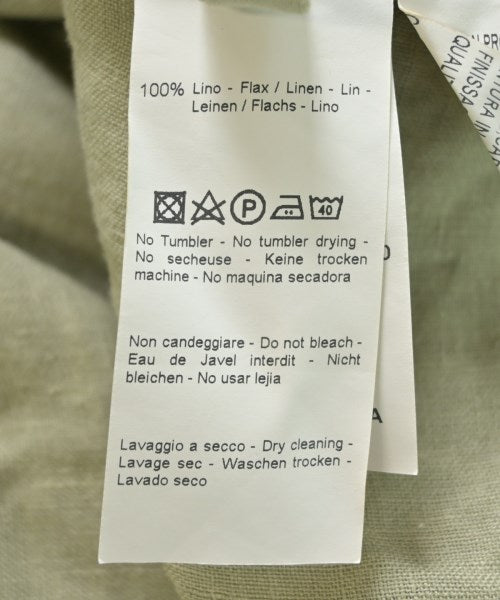 100% Lino - Flax / Linen - Lin -
Leinen / Flachs - Lino
P
40
No Tumbler - No tumbler drying -
No secheuse - Keine trocken
machine - No maquina secadora
Non candeggiare - Do not bleach -
Eau de Javel interdit - Nicht
bleichen - No usar lejia
Lavaggio a secco - Dry cleaning -
Lavage sec - Waschen trocken -
Lavado seco
FINISSA